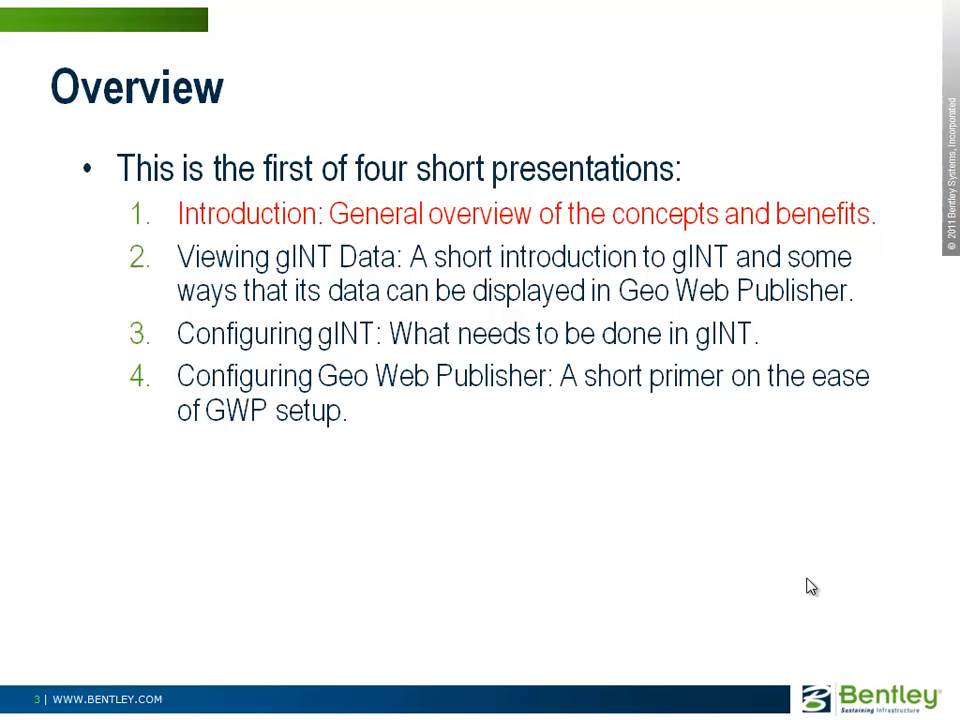 Overview
• This is the first of four short presentations:
1. Introduction: General overview of the concepts and benefits.
2. Viewing gINT Data: A short introduction to gINT and some
ways that its data can be displayed in Geo Web Publisher.
3. Configuring gINT: What needs to be done in gINT.
4. Configuring Geo Web Publisher: A short primer on the ease
of GWP setup.
© 2011 Bentley Systems, Incorporated
3 | WWW.BENTLEY.COM
Bentley®
Sustaining Infrastructure